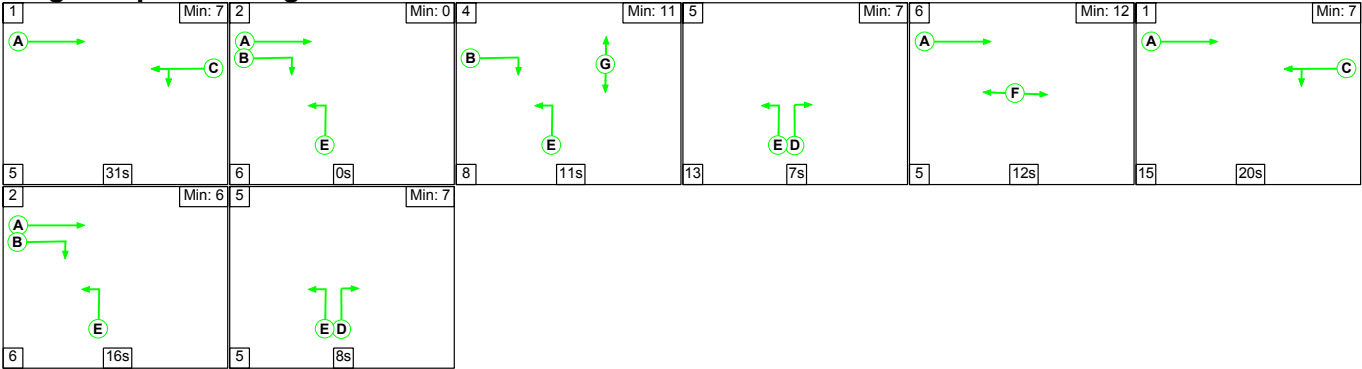 1 Min: 7
A
C
5 31s
2 Min: 0
A
B
E
6 0s
4 Min: 11
B
G
E
8 11s
5 Min: 7
E D
13 7s
6 Min: 12
A
F
5 12s
1 Min: 7
A
C
15 20s
2 Min: 6
A
B
E
6 16s
5 Min: 7
E D
5 8s